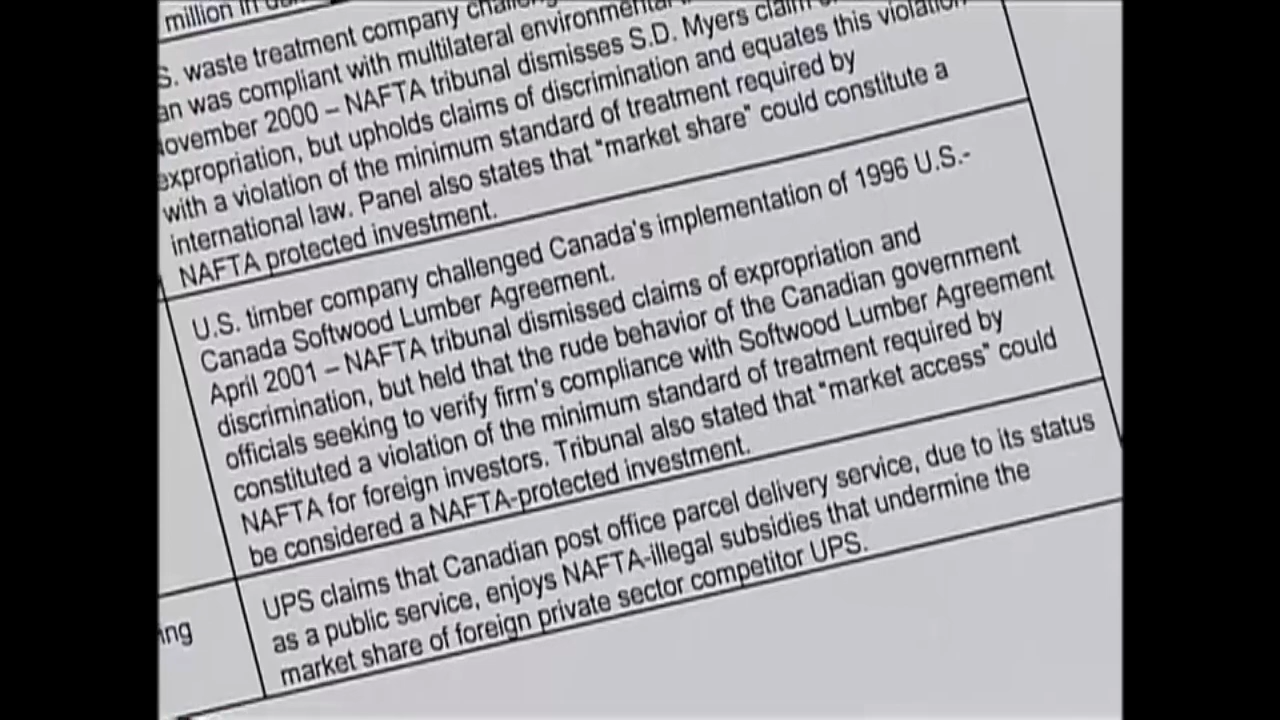 million in
S. waste treatment company
an was compliant with multilateral environmental
November 2000 – NAFTA tribunal dismisses S.D. Myers claim
expropriation, but upholds claims of discrimination and equates this violation
with a violation of the minimum standard of treatment required by
international law. Panel also states that "market share" could constitute a
NAFTA protected investment.
U.S. timber company challenged Canada's implementation of 1996 U.S.-
Canada Softwood Lumber Agreement.
April 2001 – NAFTA tribunal dismissed claims of expropriation and
discrimination, but held that the rude behavior of the Canadian government
officials seeking to verify firm's compliance with Softwood Lumber Agreement
constituted a violation of the minimum standard of treatment required by
NAFTA for foreign investors. Tribunal also stated that "market access" could
be considered a NAFTA-protected investment.
ing
UPS claims that Canadian post office parcel delivery service, due to its status
as a public service, enjoys NAFTA-illegal subsidies that undermine the
market share of foreign private sector competitor UPS.